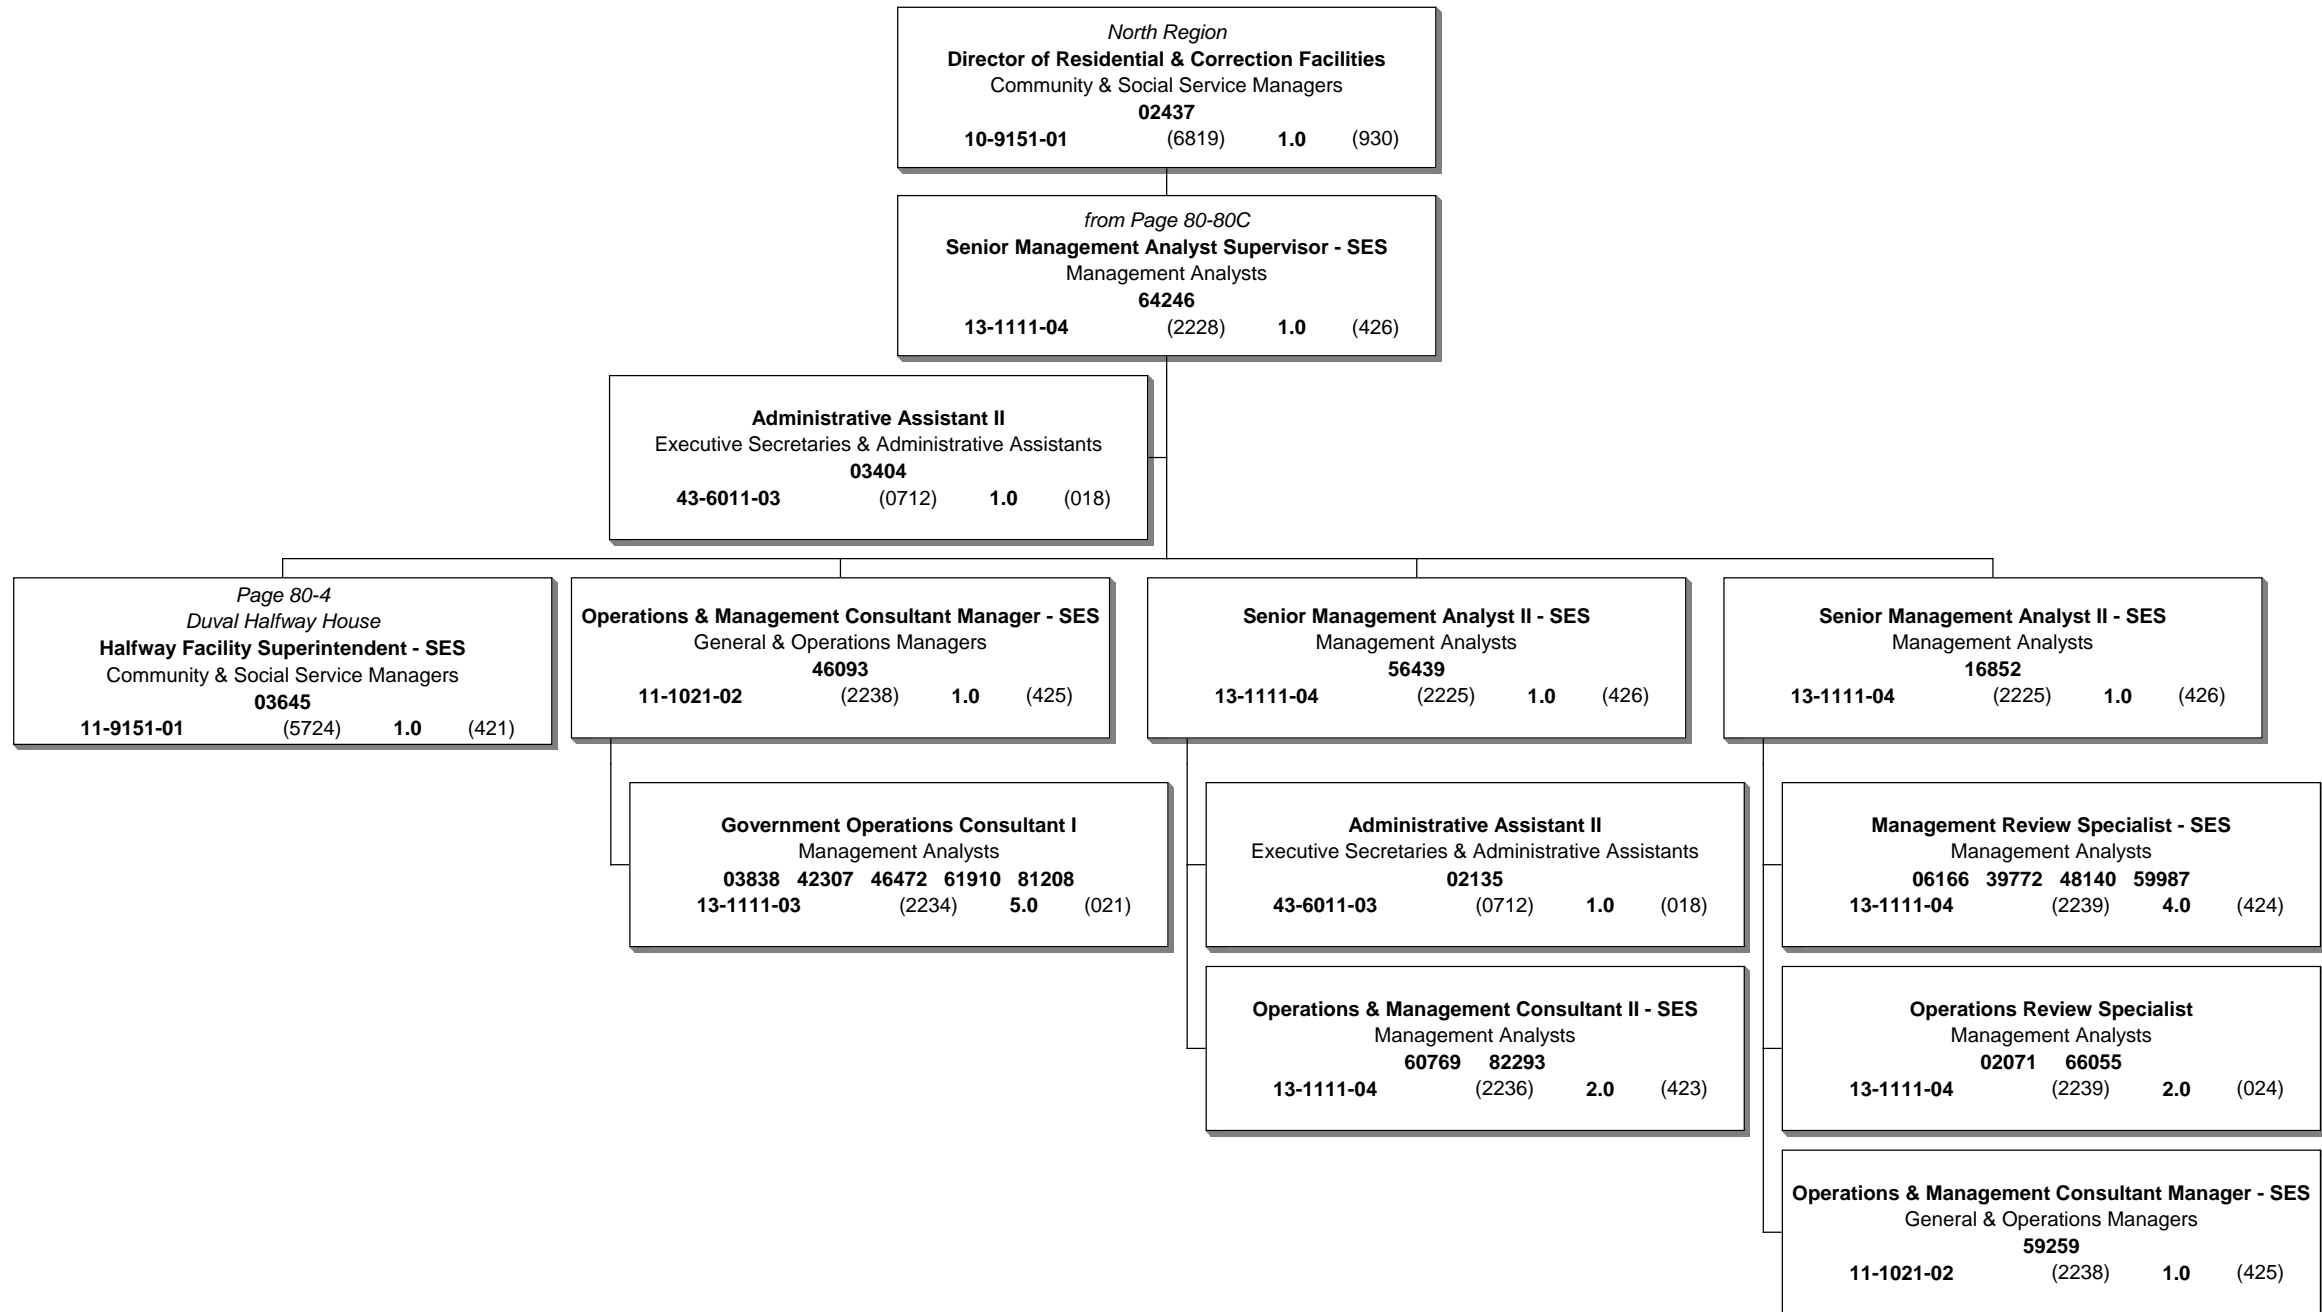 North Region
Director of Residential & Correction Facilities
Community & Social Service Managers
02437
10-9151-01 (6819) 1.0 (930)
from Page 80-80C
Senior Management Analyst Supervisor - SES
Management Analysts
64246
13-1111-04 (2228) 1.0 (426)
Administrative Assistant II
Executive Secretaries & Administrative Assistants
03404
43-6011-03 (0712) 1.0 (018)
Page 80-4
Duval Halfway House
Halfway Facility Superintendent - SES
Community & Social Service Managers
03645
11-9151-01 (5724) 1.0 (421)
Operations & Management Consultant Manager - SES
General & Operations Managers
46093
11-1021-02 (2238) 1.0 (425)
Senior Management Analyst II - SES
Management Analysts
56439
13-1111-04 (2225) 1.0 (426)
Senior Management Analyst II - SES
Management Analysts
16852
13-1111-04 (2225) 1.0 (426)
Government Operations Consultant I
Management Analysts
03838 42307 46472 61910 81208
13-1111-03 (2234) 5.0 (021)
Administrative Assistant II
Executive Secretaries & Administrative Assistants
02135
43-6011-03 (0712) 1.0 (018)
Management Review Specialist - SES
Management Analysts
06166 39772 48140 59987
13-1111-04 (2239) 4.0 (424)
Operations & Management Consultant II - SES
Management Analysts
60769 82293
13-1111-04 (2236) 2.0 (423)
Operations Review Specialist
Management Analysts
02071 66055
13-1111-04 (2239) 2.0 (024)
Operations & Management Consultant Manager - SES
General & Operations Managers
59259
11-1021-02 (2238) 1.0 (425)